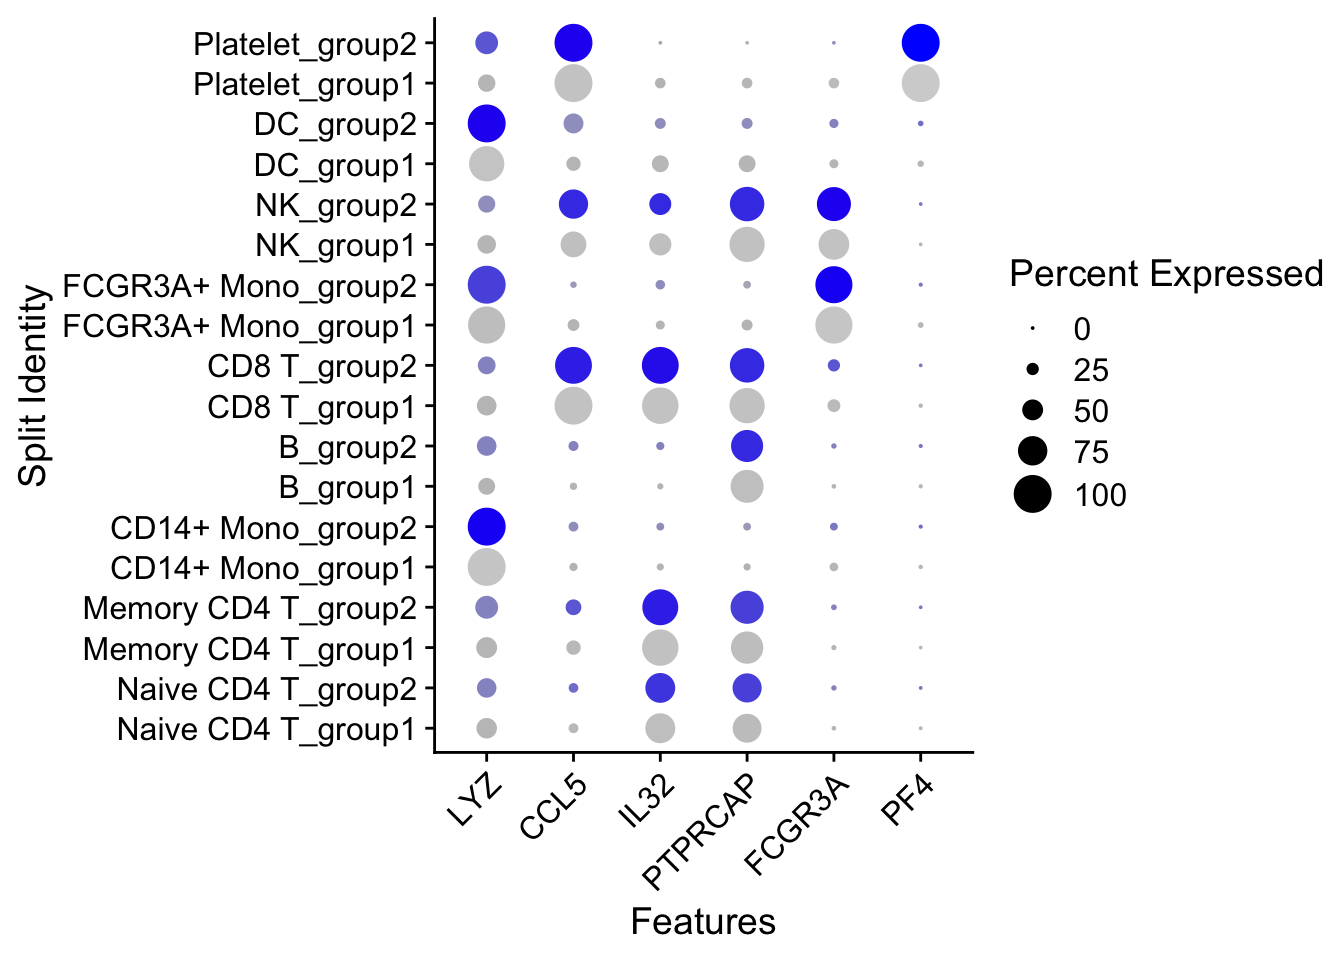 Platelet_group2
Platelet_group1
DC_group2
DC_group1
NK_group2
NK_group1
FCGR3A+ Mono_group2
FCGR3A+ Mono_group1
CD8 T_group2
CD8 T_group1
B_group2
B_group1
CD14+ Mono_group2
CD14+ Mono_group1
Memory CD4 T_group2
Memory CD4 T_group1
Naive CD4 T_group2
Naive CD4 T_group1
Split Identity
LYZ
CCL5
IL32
PTPRCAP
FCGR3A
PF4
Features
Percent Expressed
0
25
50
75
100